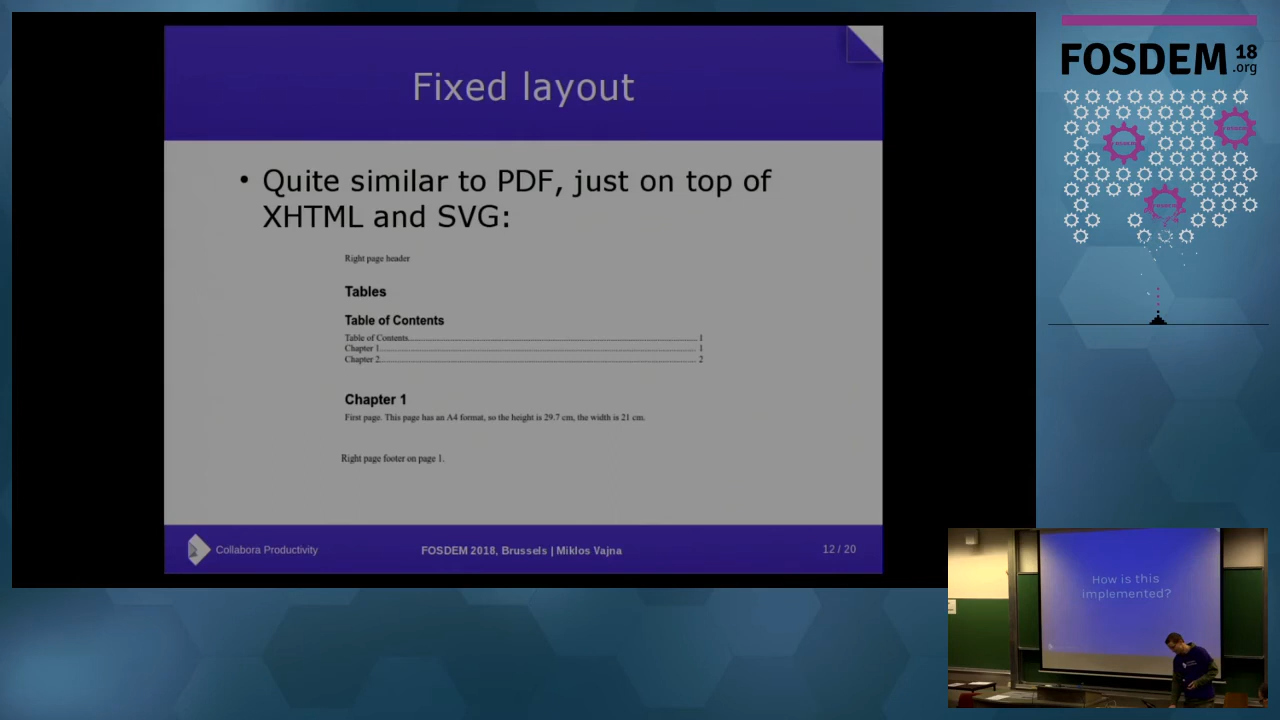 Fixed layout
• Quite similar to PDF, just on top of
XHTML and SVG:
Right page header
Tables
Table of Contents
Table of Contents 1
Chapter 1 1
Chapter 2 2
Chapter 1
First page. This page has an A4 format, so the height is 29.7 cm, the width is 21 cm.
Right page footer on page 1.
Collabora Productivity
FOSDEM 2018, Brussels | Miklos Vajna
12 / 20
FOSDEM 18
.org
How is this
implemented?